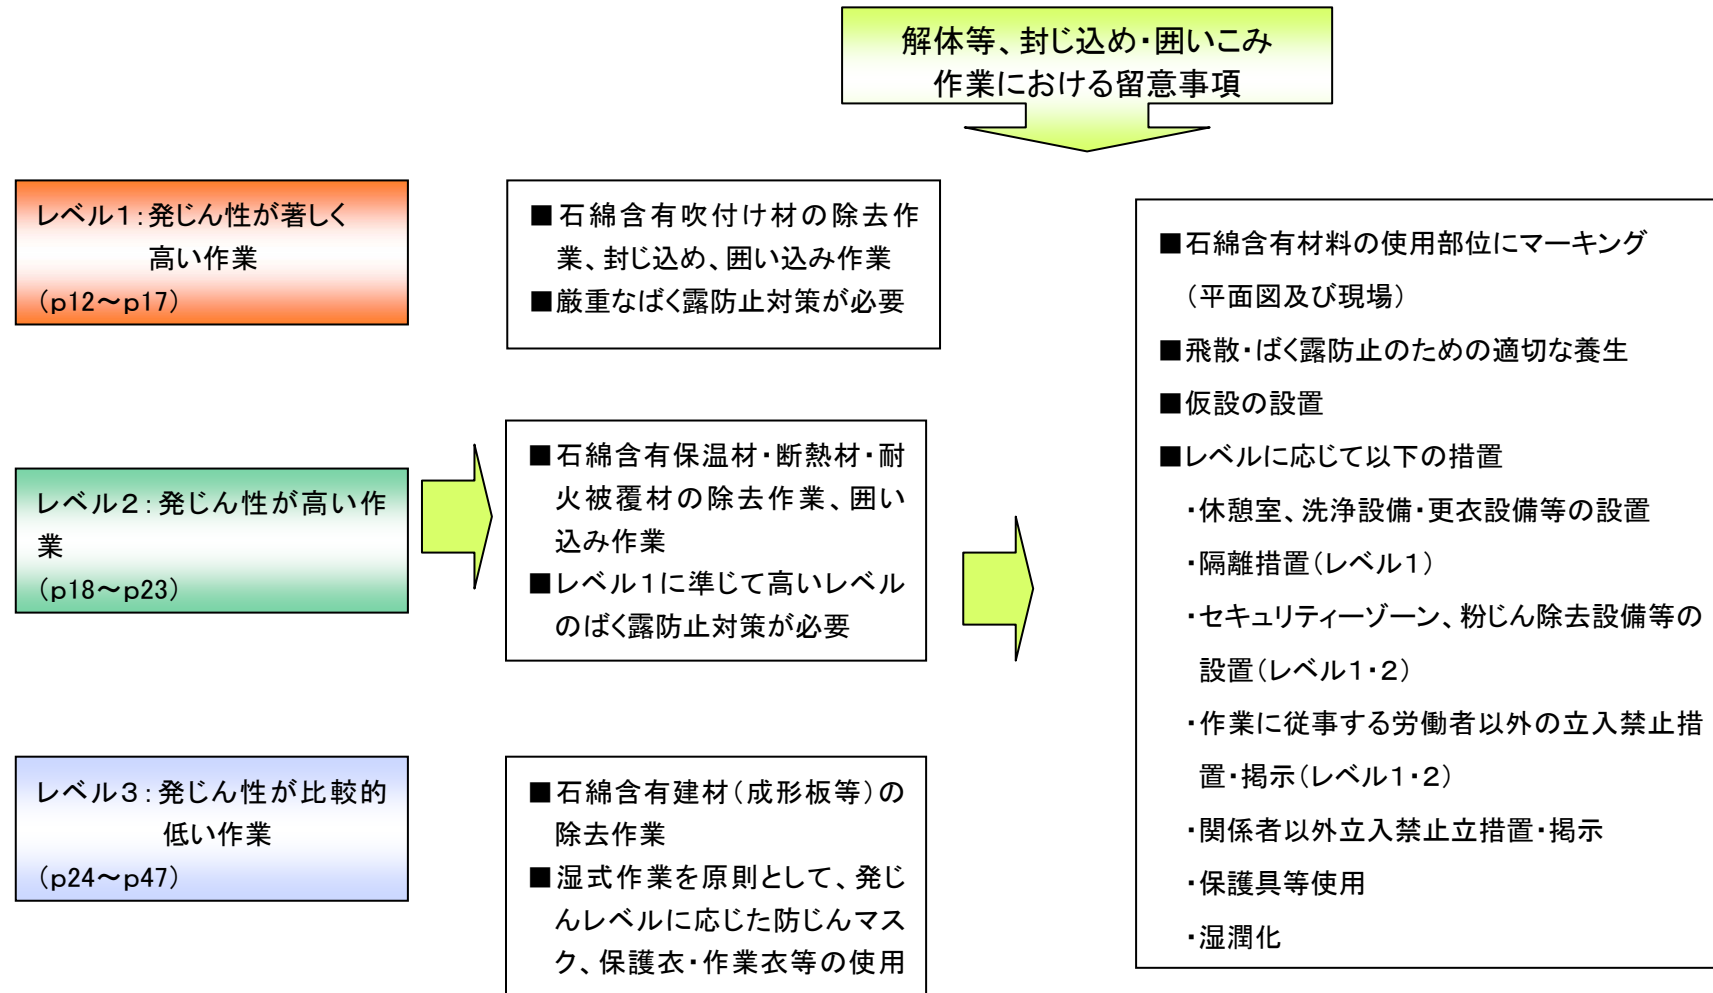 解体等、封じ込め・囲いこみ
作業における留意事項
レベル1:発じん性が著しく
高い作業
(p12～p17)
■石綿含有吹付け材の除去作
業、封じ込め、囲い込み作業
■厳重なばく露防止対策が必要
レベル2:発じん性が高い作
業
(p18～p23)
■石綿含有保温材・断熱材・耐
火被覆材の除去作業、囲い
込み作業
■レベル1に準じて高いレベル
のばく露防止対策が必要
レベル3:発じん性が比較的
低い作業
(p24～p47)
■石綿含有建材(成形板等)の
除去作業
■湿式作業を原則として、発じ
んレベルに応じた防じんマス
ク、保護衣・作業衣等の使用
■石綿含有材料の使用部位にマーキング
(平面図及び現場)
■飛散・ばく露防止のための適切な養生
■仮設の設置
■レベルに応じて以下の措置
・休憩室、洗浄設備・更衣設備等の設置
・隔離措置(レベル1)
・セキュリティーゾーン、粉じん除去設備等の
設置(レベル1・2)
・作業に従事する労働者以外の立入禁止措
置・掲示(レベル1・2)
・関係者以外立入禁止立措置・掲示
・保護具等使用
・湿潤化